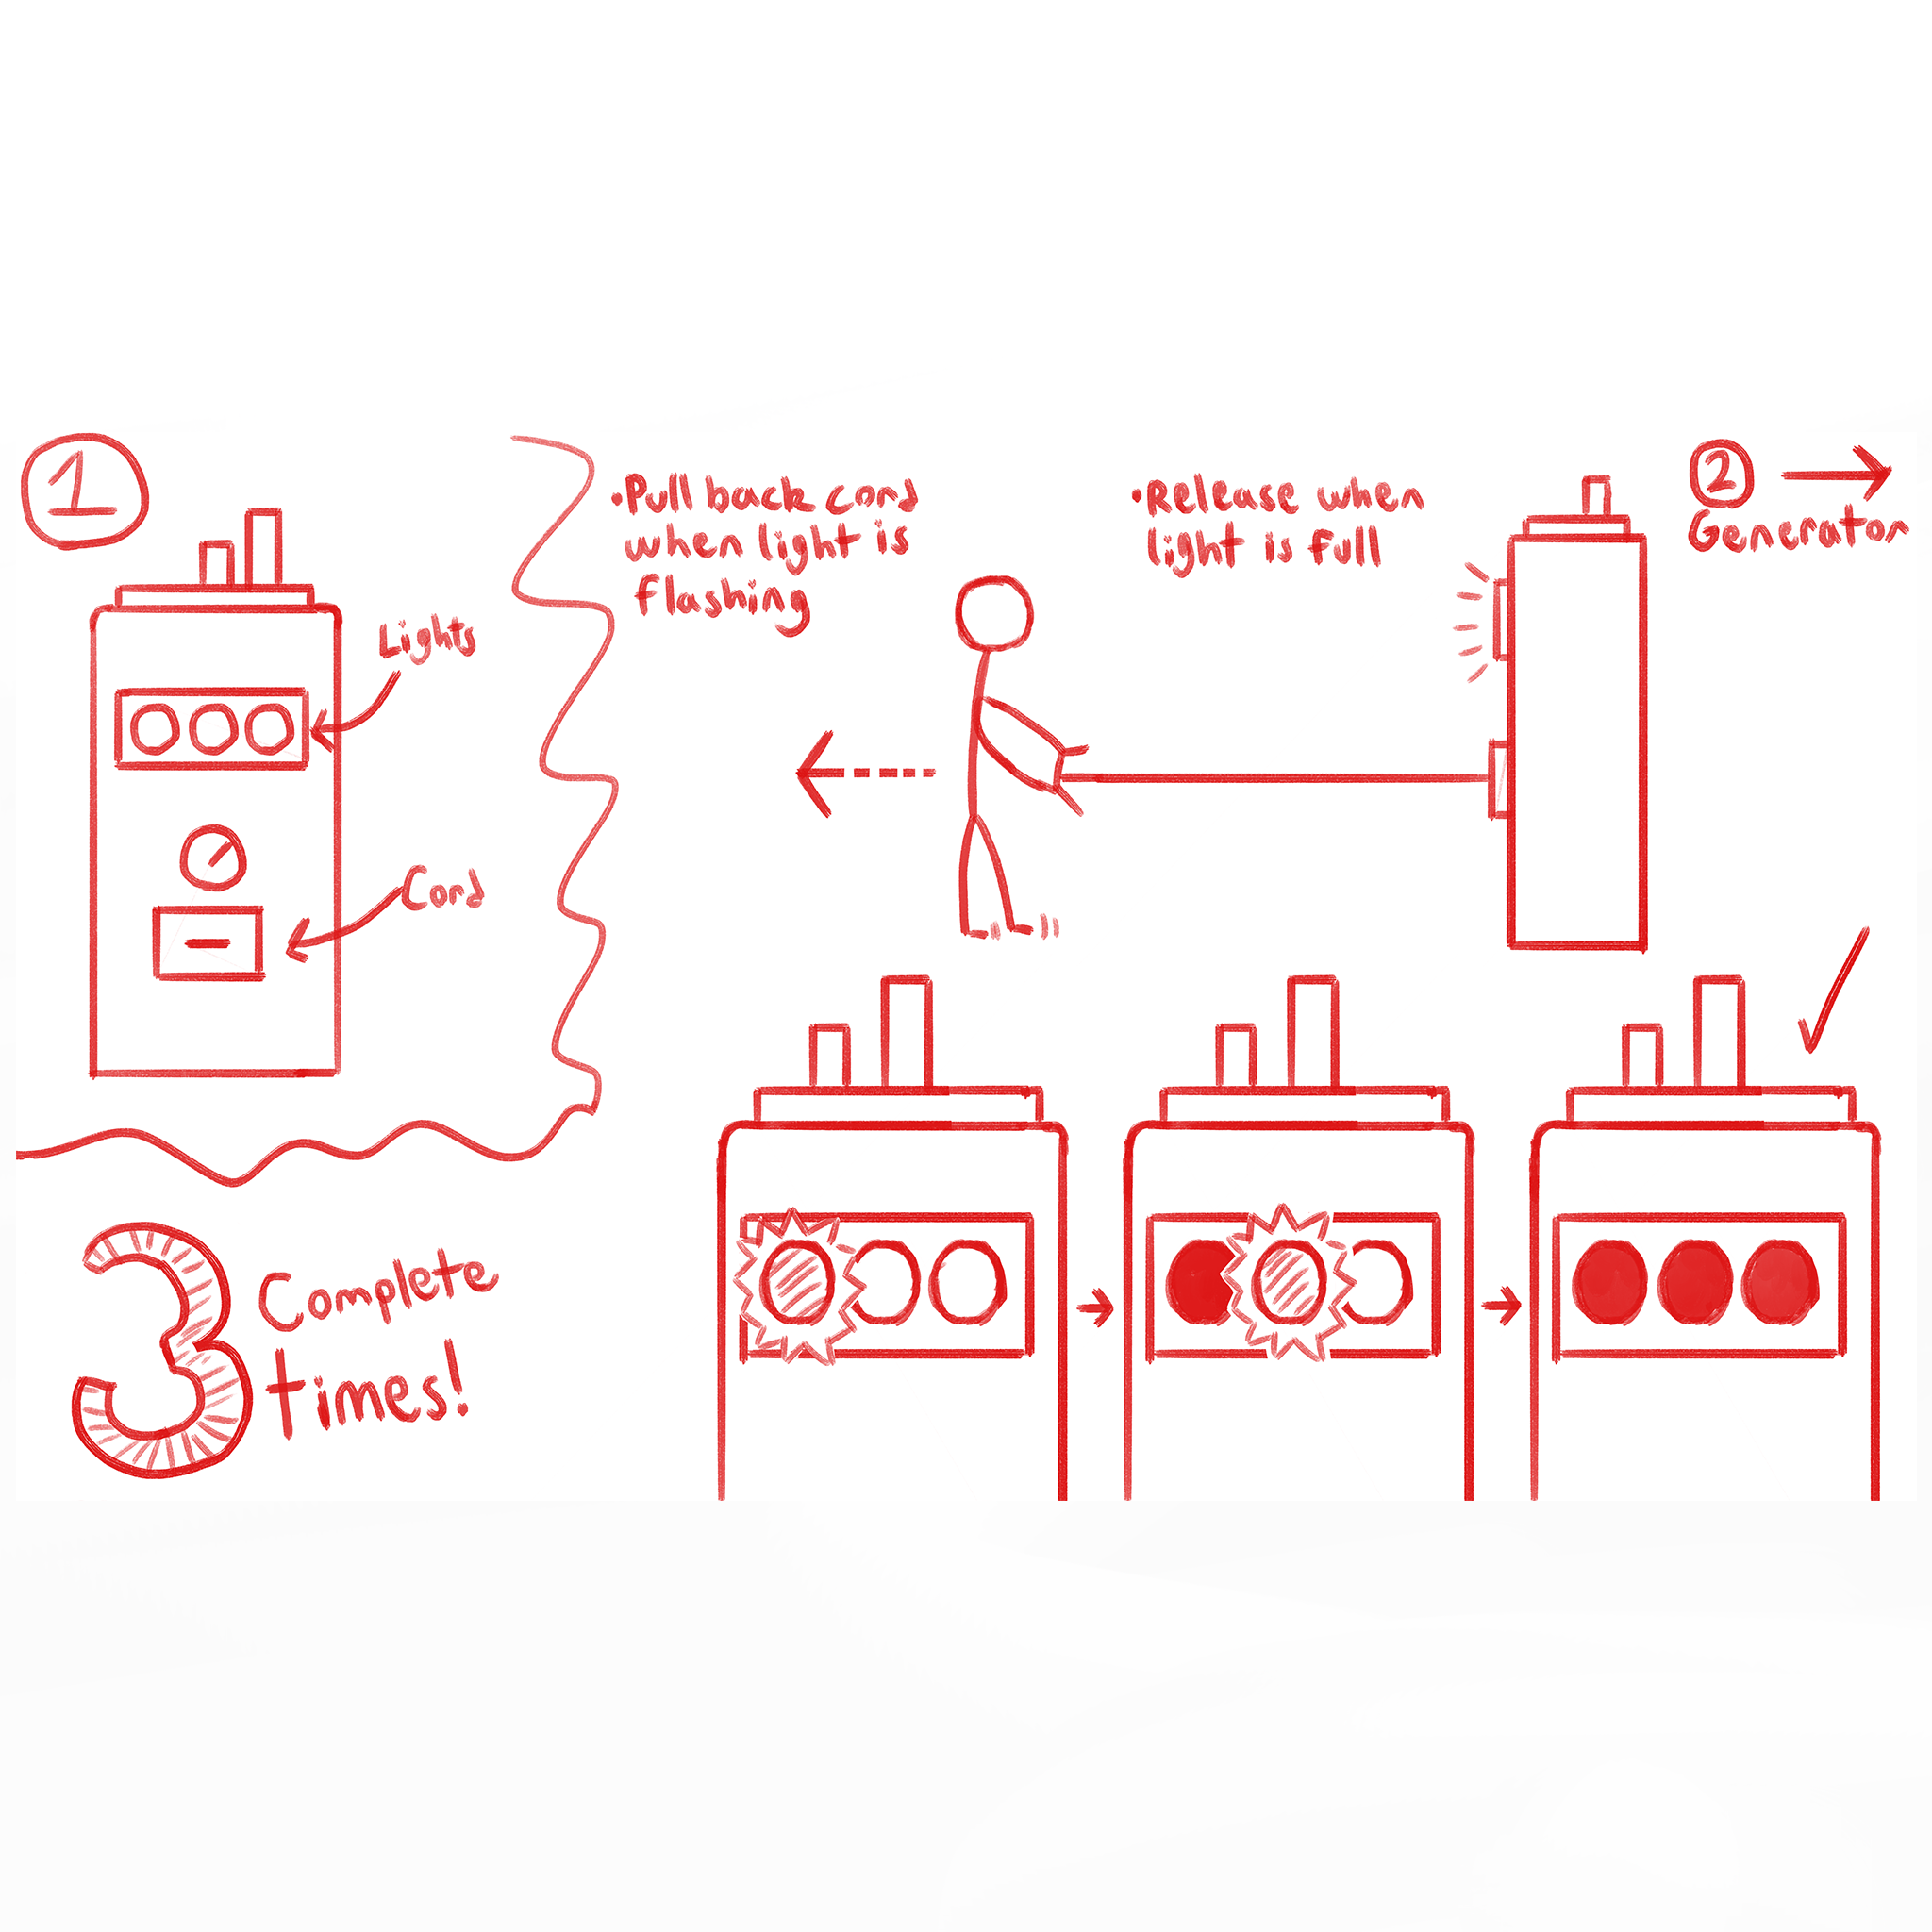 1
Lights
Cord
•Pull back cord
when light is
flashing
•Release when
light is full
2
Generator
3 Complete
times!